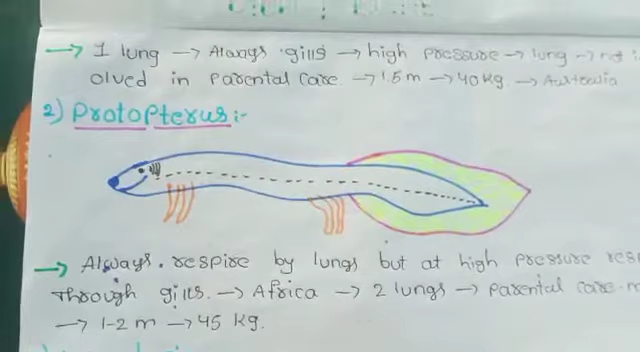 → 1 lung → Always gills → high pressure → lung → not
olved in Parental Care → 1.5m → 40 kg. → Australia
2) Protopterus:-
→ Always. respire by lungs but at high pressure res
through gills. → Africa → 2 lungs → parental care.
→ 1-2 m → 45 kg.